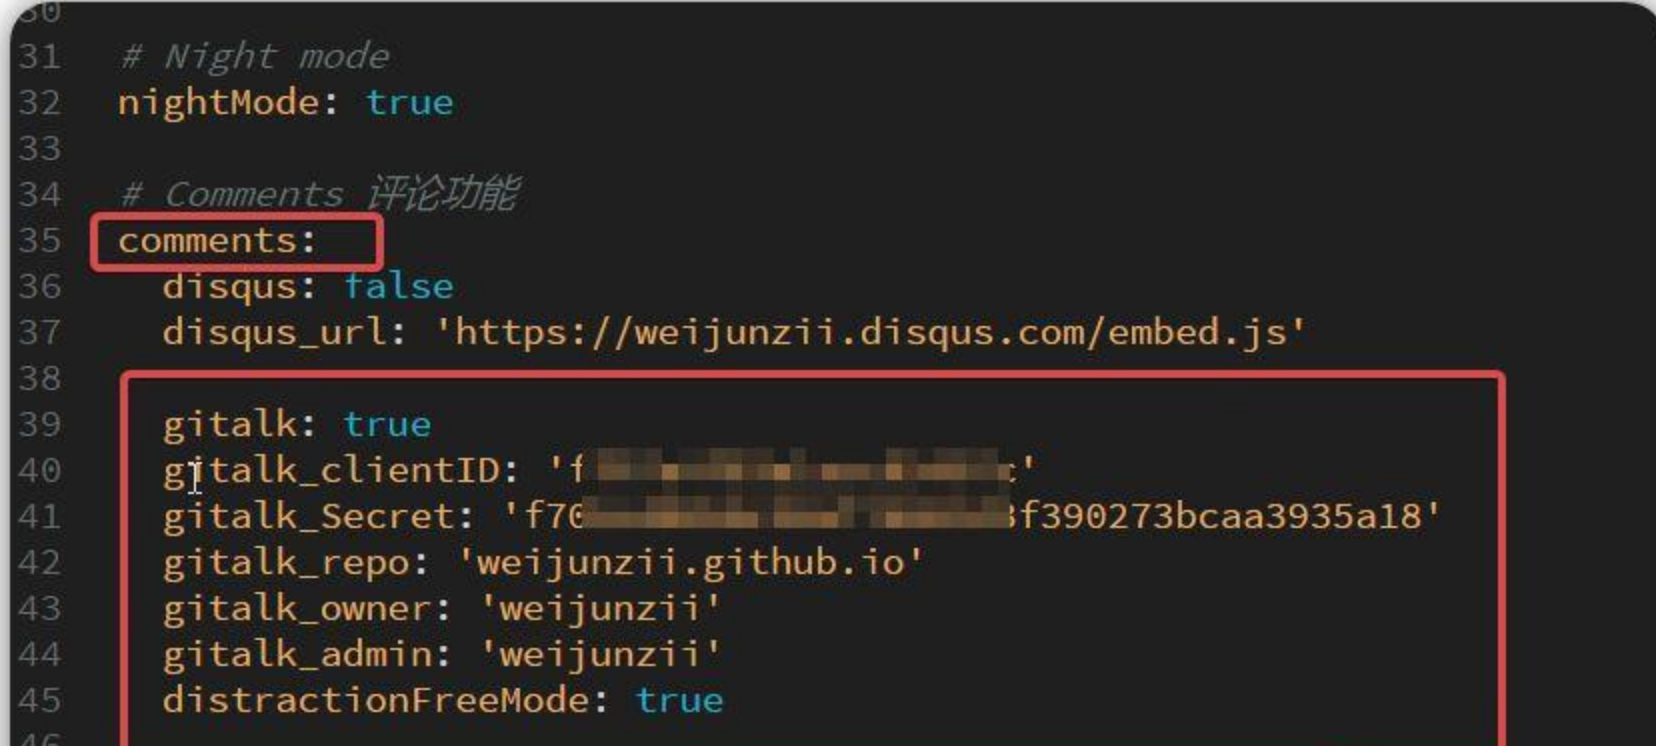 30
31 # Night mode
32 nightMode: true
33
34 # Comments 评论功能
35 comments:
36 disqus: false
37 disqus_url: 'https://weijunzii.disqus.com/embed.js'
38
39 gitalk: true
40 gitalk_clientID: 'f c'
41 gitalk_Secret: 'f70 3f390273bcaa3935a18'
42 gitalk_repo: 'weijunzii.github.io'
43 gitalk_owner: 'weijunzii'
44 gitalk_admin: 'weijunzii'
45 distractionFreeMode: true
46